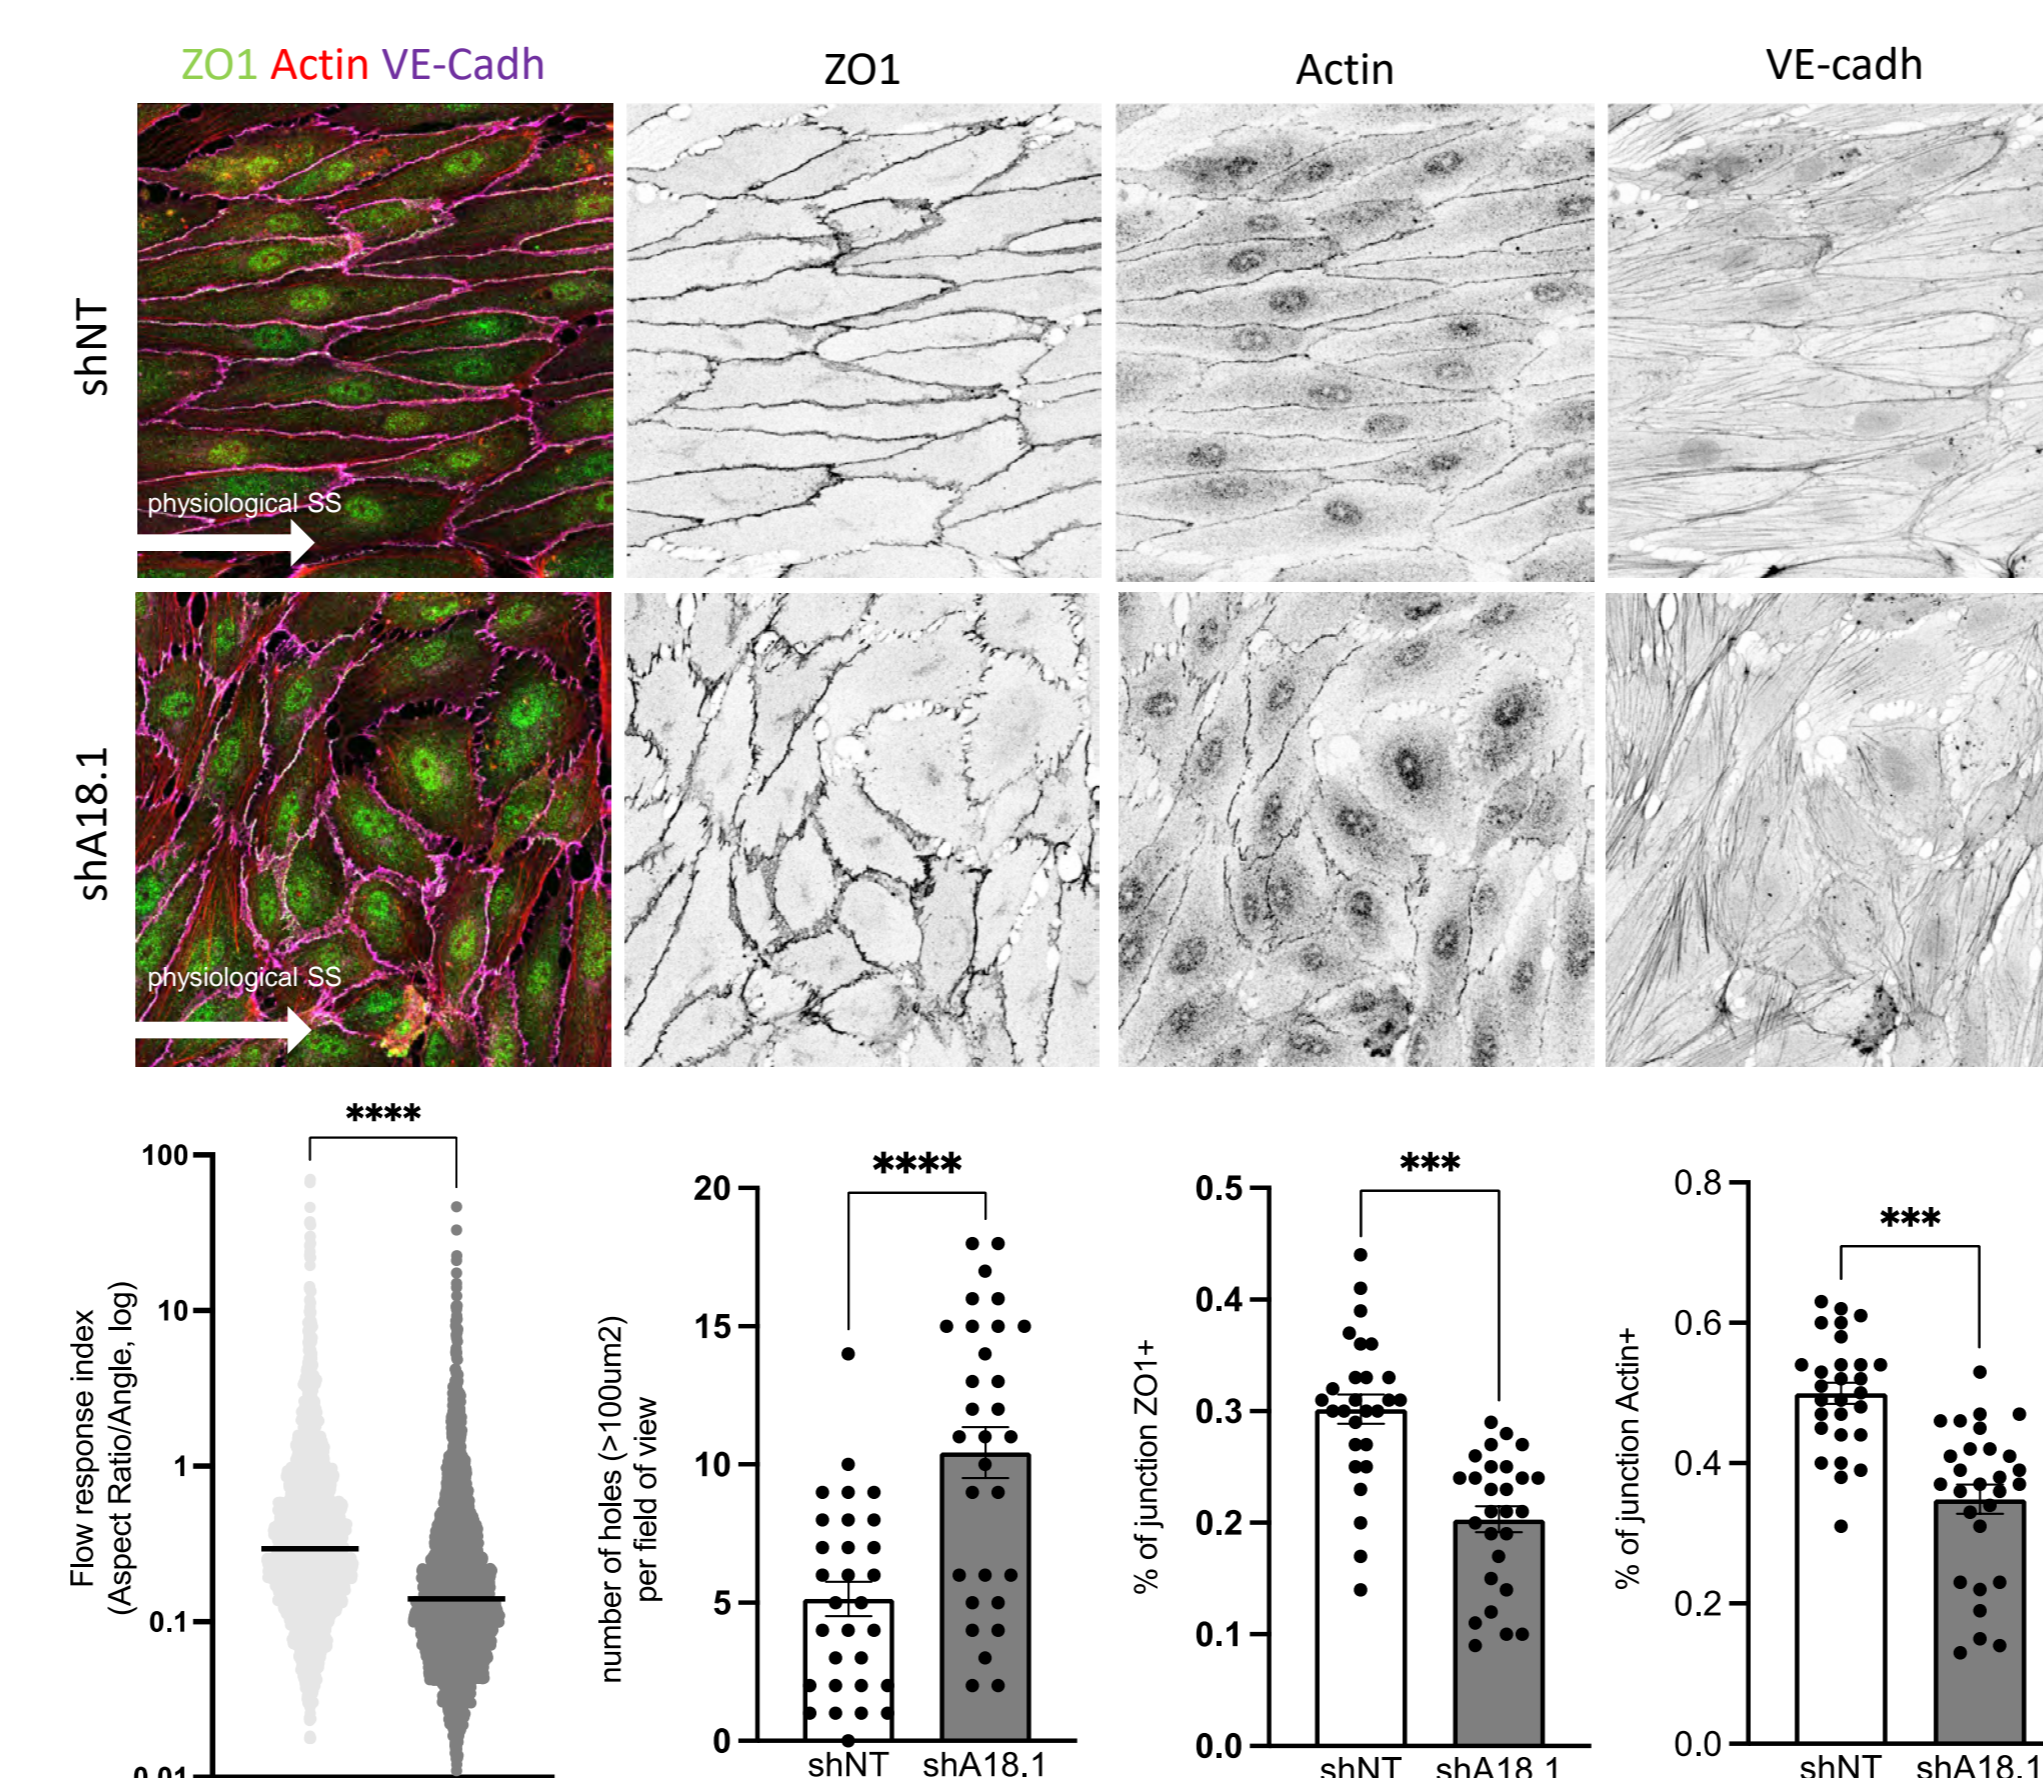 ZO1 Actin VE-Cadh
ZO1
Actin
VE-cadh
shNT
physiological SS
shA18.1
physiological SS
****
100
10
1
0.1
0.01
Flow response index
(Aspect Ratio/Angle, log)
****
20
15
10
5
0
number of holes (>100um2)
per field of view
shNT
shA18.1
***
0.5
0.4
0.3
0.2
0.1
0.0
% of junction ZO1+
shNT
shA18.1
***
0.8
0.6
0.4
0.2
0.0
% of junction Actin+
shNT
shA18.1